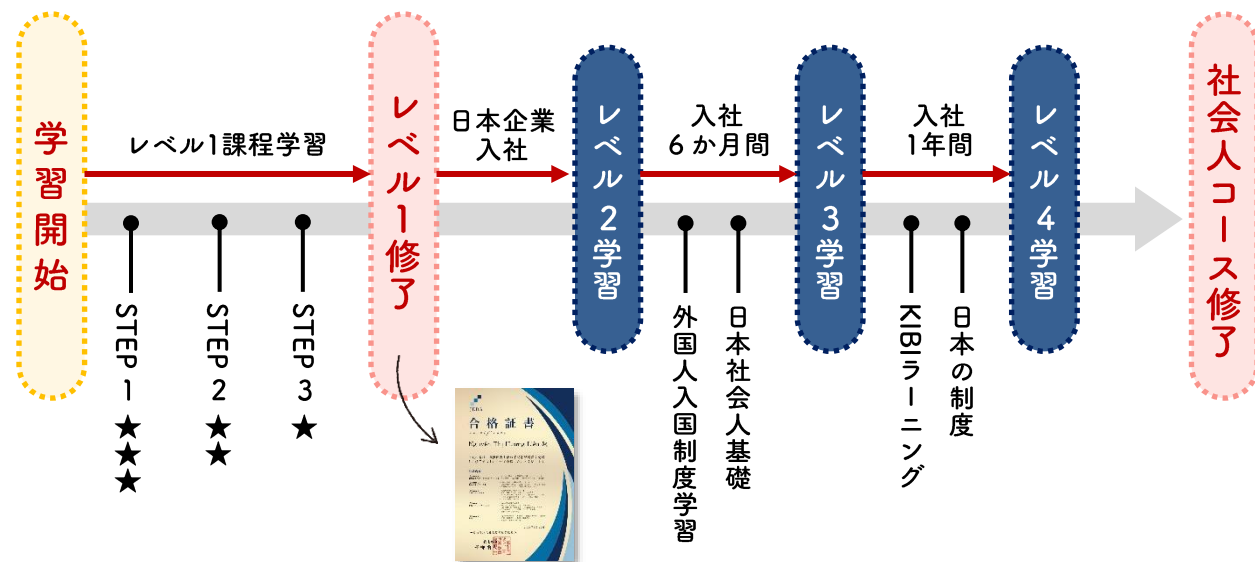 学習開始
レベル1課程学習
STEP 1 ★★★
STEP 2 ★★
STEP 3 ★
レベル1修了
合格証書
日本企業
入社
レベル2学習
入社
6か月間
外国人入国制度学習
日本社会人基礎
レベル3学習
入社
1年間
KIBIラーニング
日本の制度
レベル4学習
社会人コース修了